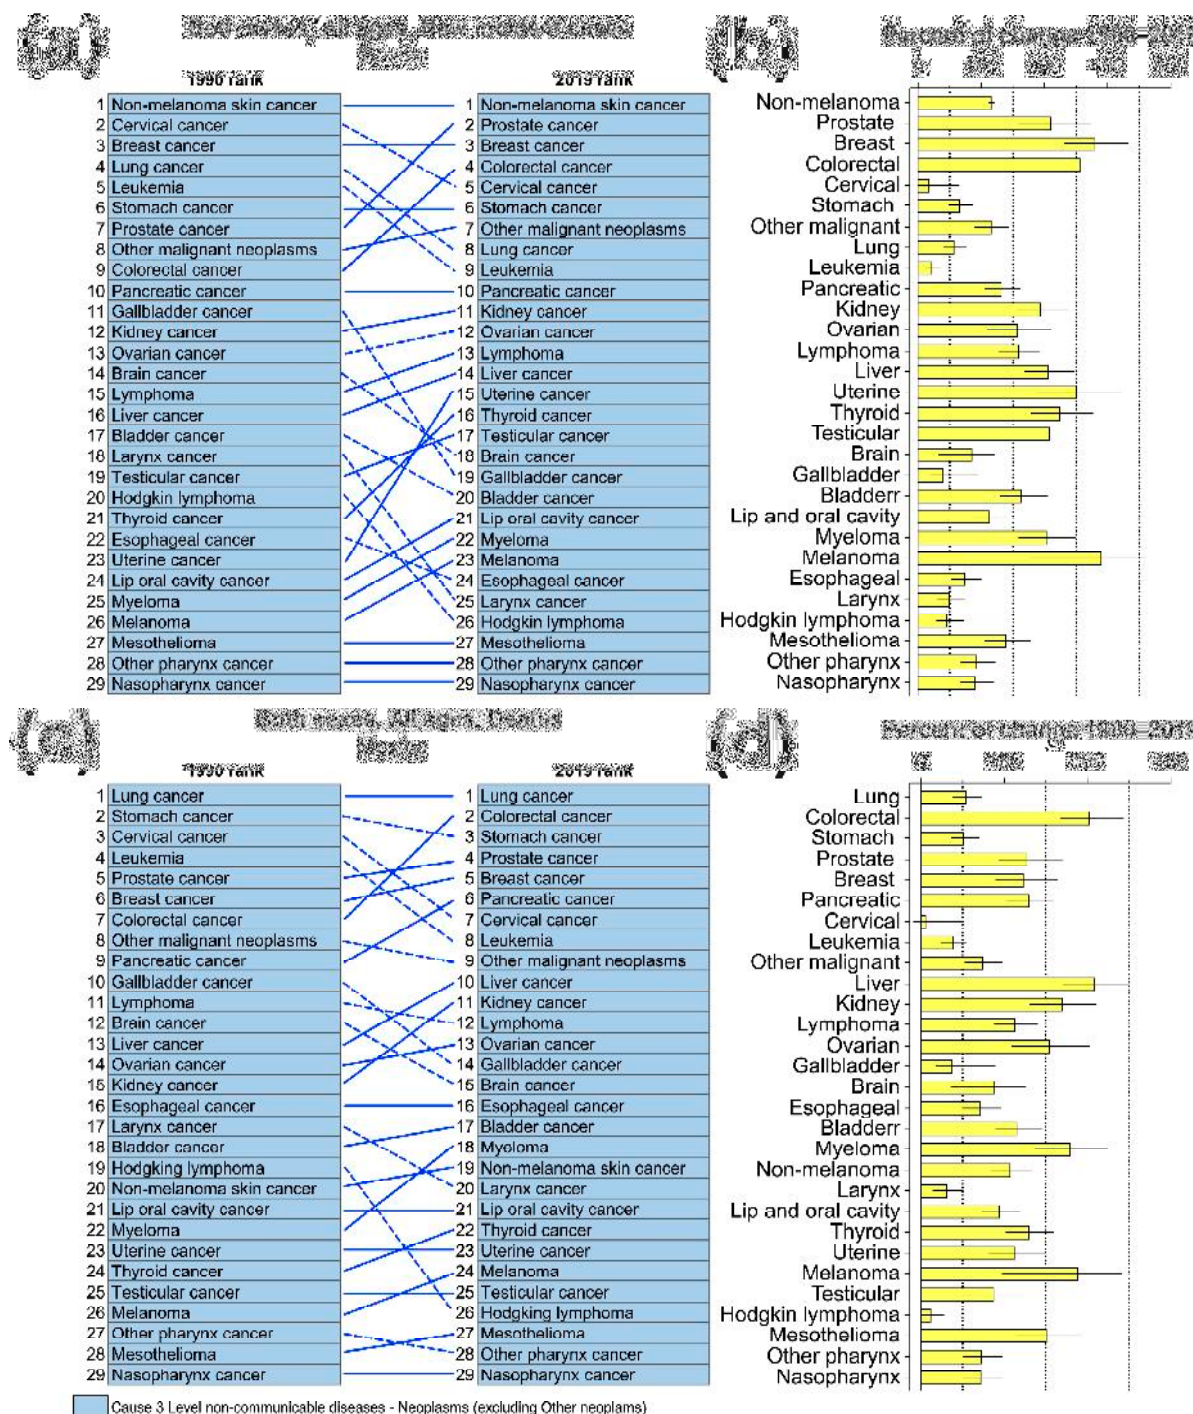 (a)
(b)
1990 rank
2019 rank
1 Non-melanoma skin cancer
2 Cervical cancer
3 Breast cancer
4 Lung cancer
5 Leukemia
6 Stomach cancer
7 Prostate cancer
8 Other malignant neoplasms
9 Colorectal cancer
10 Pancreatic cancer
11 Gallbladder cancer
12 Kidney cancer
13 Ovarian cancer
14 Brain cancer
15 Lymphoma
16 Liver cancer
17 Bladder cancer
18 Larynx cancer
19 Testicular cancer
20 Hodgkin lymphoma
21 Thyroid cancer
22 Esophageal cancer
23 Uterine cancer
24 Lip oral cavity cancer
25 Myeloma
26 Melanoma
27 Mesothelioma
28 Other pharynx cancer
29 Nasopharynx cancer
1 Non-melanoma skin cancer
2 Prostate cancer
3 Breast cancer
4 Colorectal cancer
5 Cervical cancer
6 Stomach cancer
7 Other malignant neoplasms
8 Lung cancer
9 Leukemia
10 Pancreatic cancer
11 Kidney cancer
12 Ovarian cancer
13 Lymphoma
14 Liver cancer
15 Uterine cancer
16 Thyroid cancer
17 Testicular cancer
18 Brain cancer
19 Gallbladder cancer
20 Bladder cancer
21 Lip oral cavity cancer
22 Myeloma
23 Melanoma
24 Esophageal cancer
25 Larynx cancer
26 Hodgkin lymphoma
27 Mesothelioma
28 Other pharynx cancer
29 Nasopharynx cancer
Non-melanoma
Prostate
Breast
Colorectal
Cervical
Stomach
Other malignant
Lung
Leukemia
Pancreatic
Kidney
Ovarian
Lymphoma
Liver
Uterine
Thyroid
Testicular
Brain
Gallbladder
Bladderr
Lip and oral cavity
Myeloma
Melanoma
Esophageal
Larynx
Hodgkin lymphoma
Mesothelioma
Other pharynx
Nasopharynx
Both sexes, All ages, Deaths
(d)
Percent of change 1990–2019
1990 rank
2019 rank
1 Lung cancer
2 Stomach cancer
3 Cervical cancer
4 Leukemia
5 Prostate cancer
6 Breast cancer
7 Colorectal cancer
8 Other malignant neoplasms
9 Pancreatic cancer
10 Gallbladder cancer
11 Lymphoma
12 Brain cancer
13 Liver cancer
14 Ovarian cancer
15 Kidney cancer
16 Esophageal cancer
17 Larynx cancer
18 Bladder cancer
19 Hodgking lymphoma
20 Non-melanoma skin cancer
21 Lip oral cavity cancer
22 Myeloma
23 Uterine cancer
24 Thyroid cancer
25 Testicular cancer
26 Melanoma
27 Other pharynx cancer
28 Mesothelioma
29 Nasopharynx cancer
1 Lung cancer
2 Colorectal cancer
3 Stomach cancer
4 Prostate cancer
5 Breast cancer
6 Pancreatic cancer
7 Cervical cancer
8 Leukemia
9 Other malignant neoplasms
10 Liver cancer
11 Kidney cancer
12 Lymphoma
13 Ovarian cancer
14 Gallbladder cancer
15 Brain cancer
16 Esophageal cancer
17 Bladder cancer
18 Myeloma
19 Non-melanoma skin cancer
20 Larynx cancer
21 Lip oral cavity cancer
22 Thyroid cancer
23 Uterine cancer
24 Melanoma
25 Testicular cancer
26 Hodgking lymphoma
27 Mesothelioma
28 Other pharynx cancer
29 Nasopharynx cancer
Lung
Colorectal
Stomach
Prostate
Breast
Pancreatic
Cervical
Leukemia
Other malignant
Liver
Kidney
Lymphoma
Ovarian
Gallbladder
Brain
Esophageal
Bladderr
Myeloma
Non-melanoma
Larynx
Lip and oral cavity
Thyroid
Uterine
Melanoma
Testicular
Hodgkin lymphoma
Mesothelioma
Other pharynx
Nasopharynx
Cause 3 Level non-communicable diseases - Neoplasms (excluding Other neoplams)